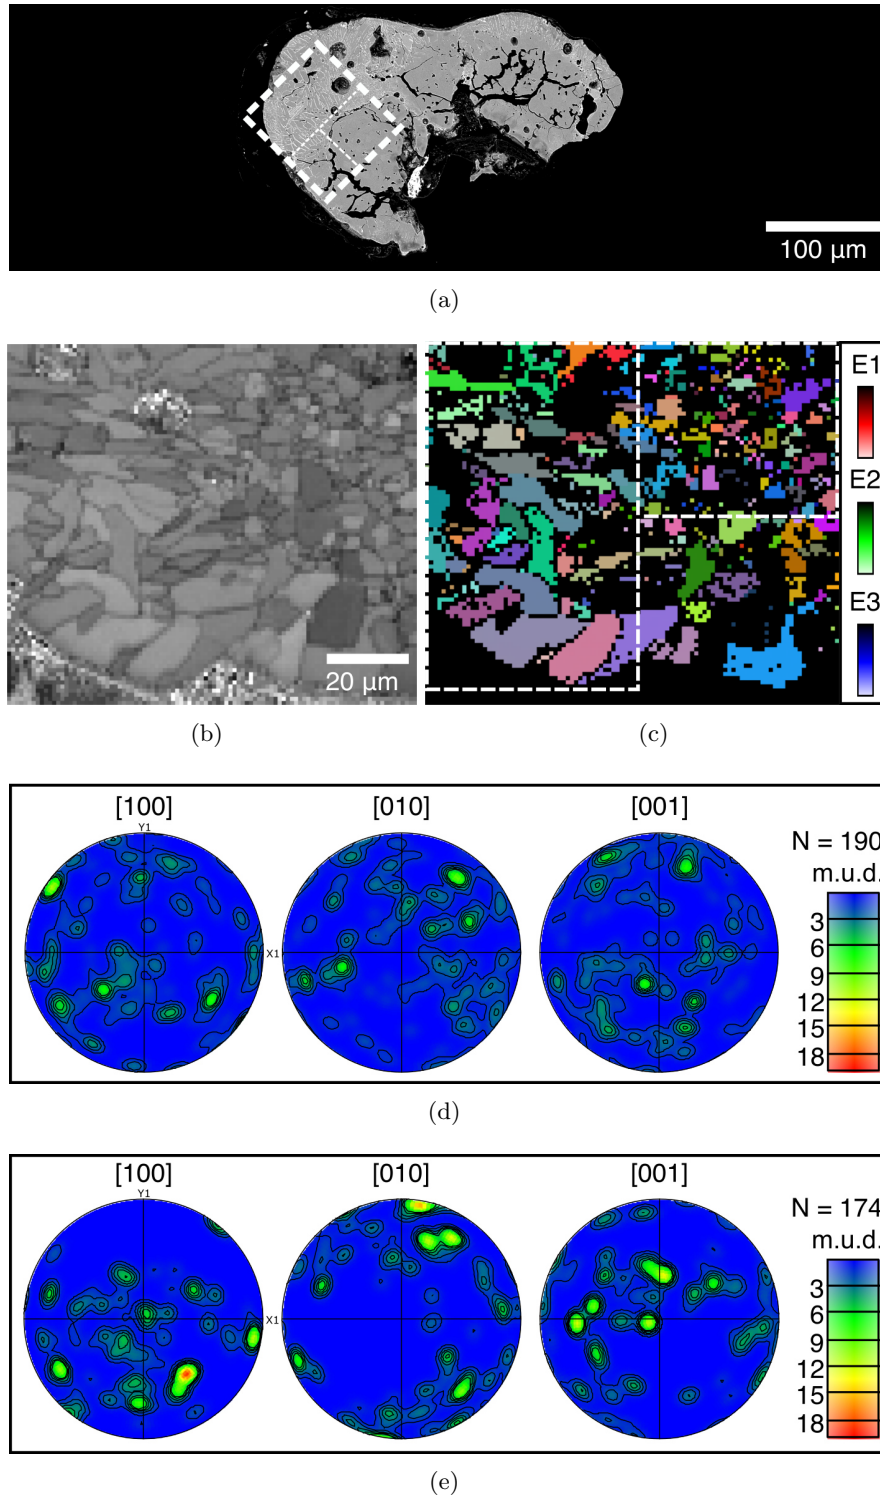 100 µm
(a)
20 µm
E1
E2
E3
(b)
(c)
[100]
[010]
[001]
Y1
X1
N = 190
m.u.d.
3
6
9
12
15
18
(d)
[100]
[010]
[001]
Y1
X1
N = 174
m.u.d.
3
6
9
12
15
18
(e)